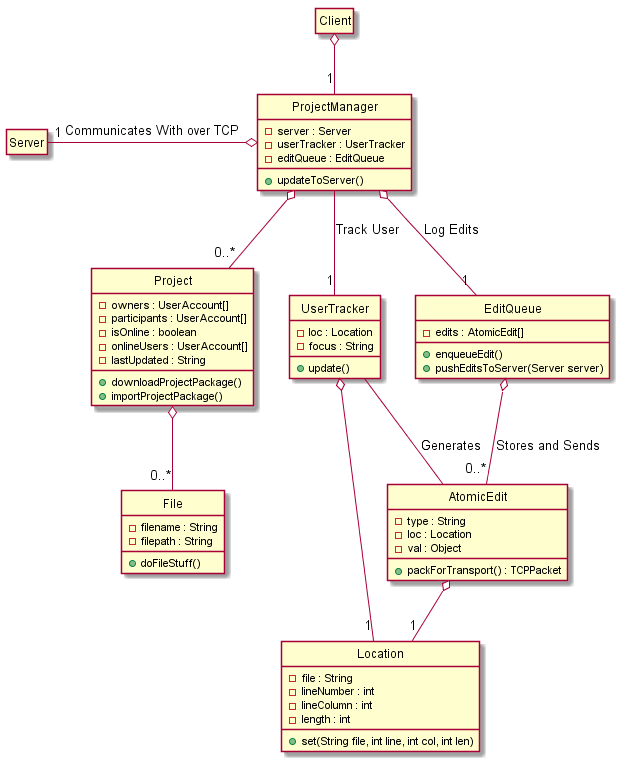 Client
1
ProjectManager
server : Server
userTracker : UserTracker
editQueue : EditQueue
updateToServer()
Server
1
Communicates With over TCP
0..*
Track User
1
Log Edits
1
Project
owners : UserAccount[]
participants : UserAccount[]
isOnline : boolean
onlineUsers : UserAccount[]
lastUpdated : String
downloadProjectPackage()
importProjectPackage()
UserTracker
loc : Location
focus : String
update()
EditQueue
edits : AtomicEdit[]
enqueueEdit()
pushEditsToServer(Server server)
0..*
Generates
0..*
Stores and Sends
File
filename : String
filepath : String
doFileStuff()
AtomicEdit
type : String
loc : Location
val : Object
packForTransport() : TCPPacket
1
1
Location
file : String
lineNumber : int
lineColumn : int
length : int
set(String file, int line, int col, int len)